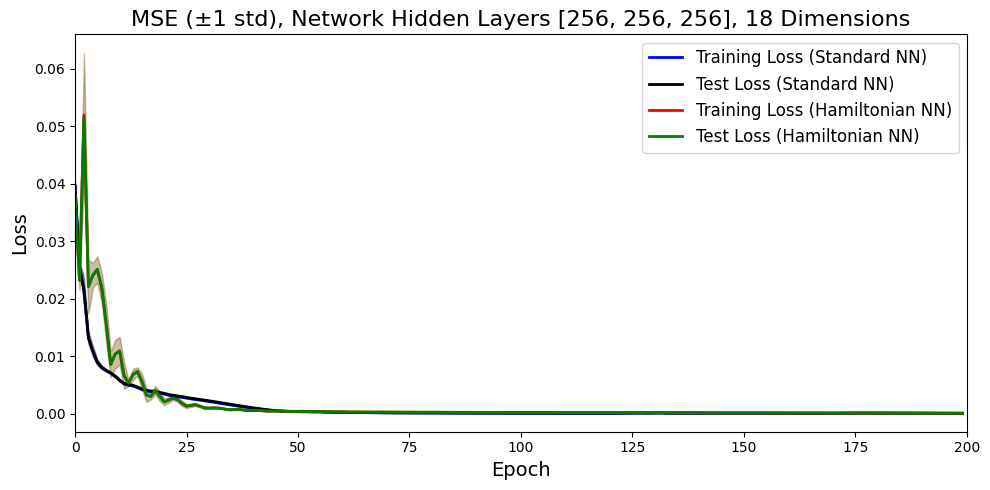 MSE (±1 std), Network Hidden Layers [256, 256, 256], 18 Dimensions
Training Loss (Standard NN)
Test Loss (Standard NN)
Training Loss (Hamiltonian NN)
Test Loss (Hamiltonian NN)
Loss
0.06
0.05
0.04
0.03
0.02
0.01
0.00
0 25 50 75 100 125 150 175 200
Epoch